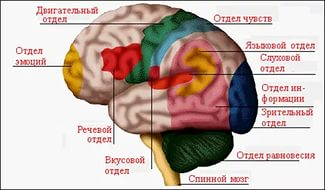 Двигательный
отдел
Отдел чувств
Отдел
эмоций
Языковой отдел
Слуховой
отдел
Отдел ин-
формации
Зрительный
отдел
Речевой
отдел
Вкусовой
отдел
Отдел равновесия
Спинной мозг